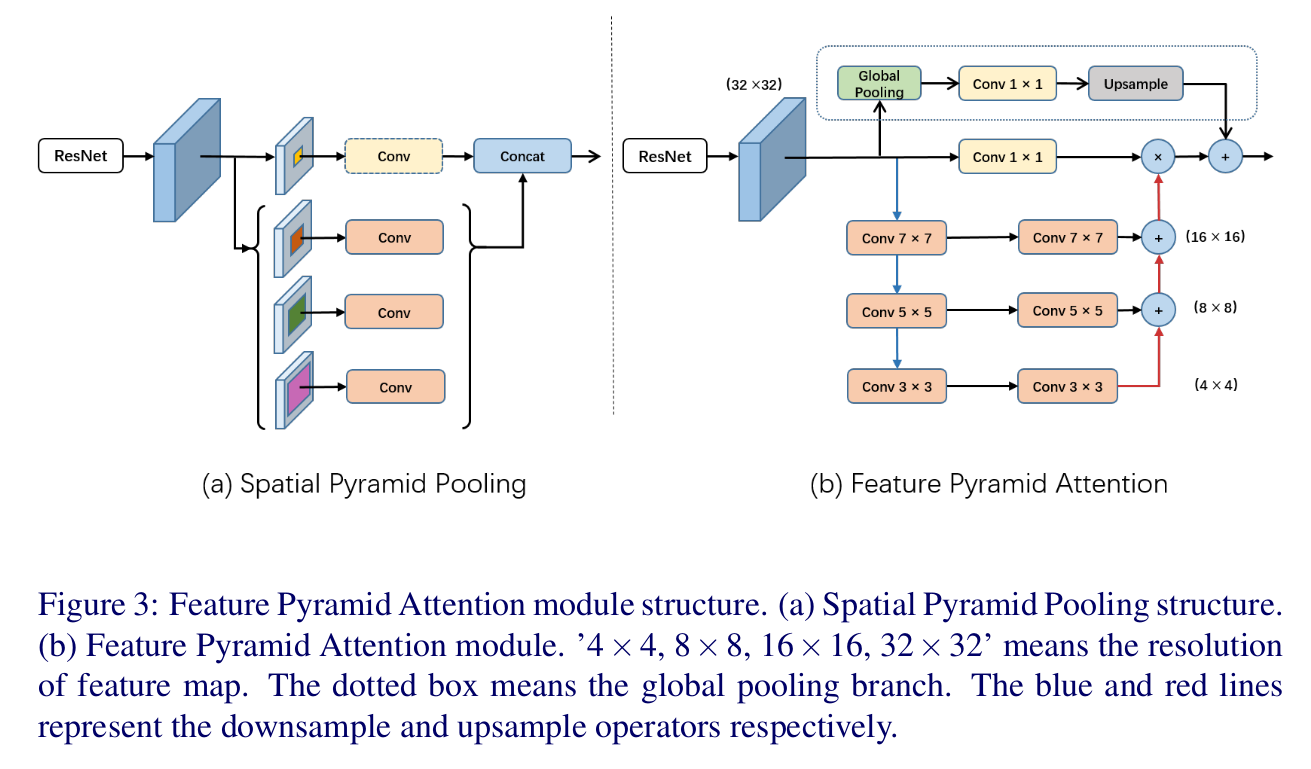 ResNet
Conv
Concat
Conv
Conv
Conv
(a) Spatial Pyramid Pooling
(32 ×32)
Global
Pooling
Conv 1 × 1
Upsample
ResNet
Conv 1 × 1
×
+
Conv 7 × 7
Conv 7 × 7
+
(16 × 16)
Conv 5 × 5
Conv 5 × 5
+
(8 × 8)
Conv 3 × 3
Conv 3 × 3
(4 × 4)
(b) Feature Pyramid Attention
Figure 3: Feature Pyramid Attention module structure. (a) Spatial Pyramid Pooling structure.
(b) Feature Pyramid Attention module. ’4 × 4, 8 × 8, 16 × 16, 32 × 32’ means the resolution
of feature map. The dotted box means the global pooling branch. The blue and red lines
represent the downsample and upsample operators respectively.